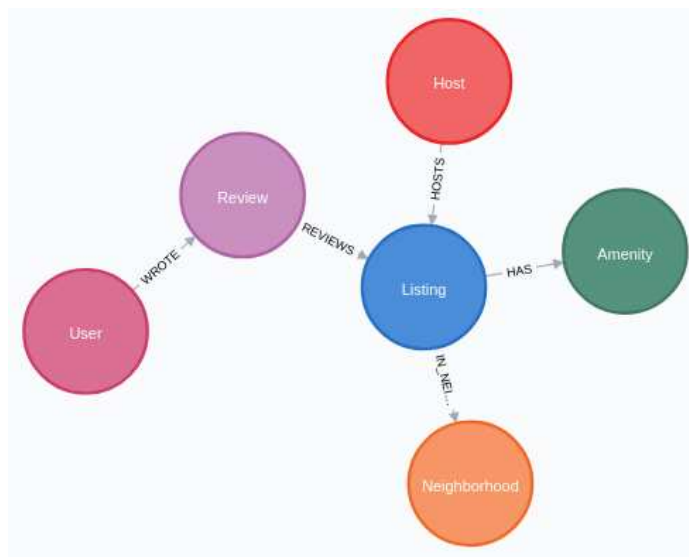 Host
HOSTS
Review
REVIEWS
WROTE
User
Listing
HAS
Amenity
IN_NEI...
Neighborhood